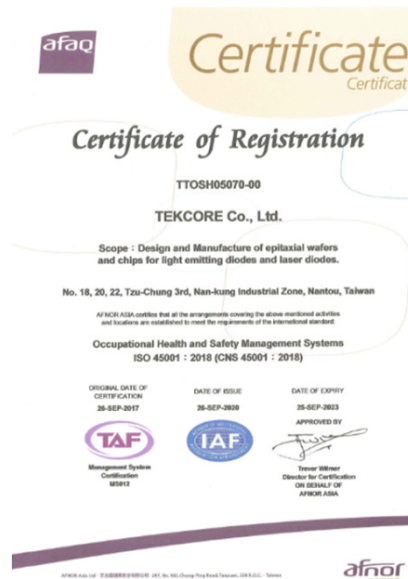 afaq
Certificate
Certificat
Certificate of Registration
TTOSH05070-00
TEKCORE Co., Ltd.
Scope : Design and Manufacture of epitaxial wafers
and chips for light emitting diodes and laser diodes.
No. 18, 20, 22, Tzu-Chung 3rd, Nan-kung Industrial Zone, Nantou, Taiwan
AFNOR ASIA certifies that all the arrangements covering the above mentioned activities
and locations are established to meet the requirements of the international standard:
Occupational Health and Safety Management Systems
ISO 45001 : 2018 (CNS 45001 : 2018)
ORIGINAL DATE OF
CERTIFICATION
DATE OF ISSUE
DATE OF EXPIRY
26-SEP-2017
26-SEP-2020
25-SEP-2023
APPROVED BY
TAF
IAF
Management System
Certification
MS012
Trevor Wilmer
Director for Certification
ON BEHALF OF
AFNOR ASIA
AFNOR Asia Ltd
Taiwan
afnor